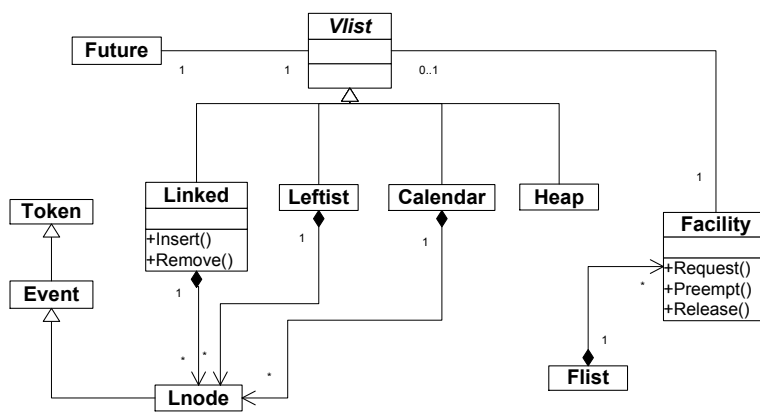 Vlist
Future
1
1
0..1
Linked
Leftist
Calendar
Heap
1
Token
Facility
+Insert()
+Remove()
1
1
+Request()
+Preempt()
+Release()
Event
1
*
1
*
*
*
Flist
Lnode